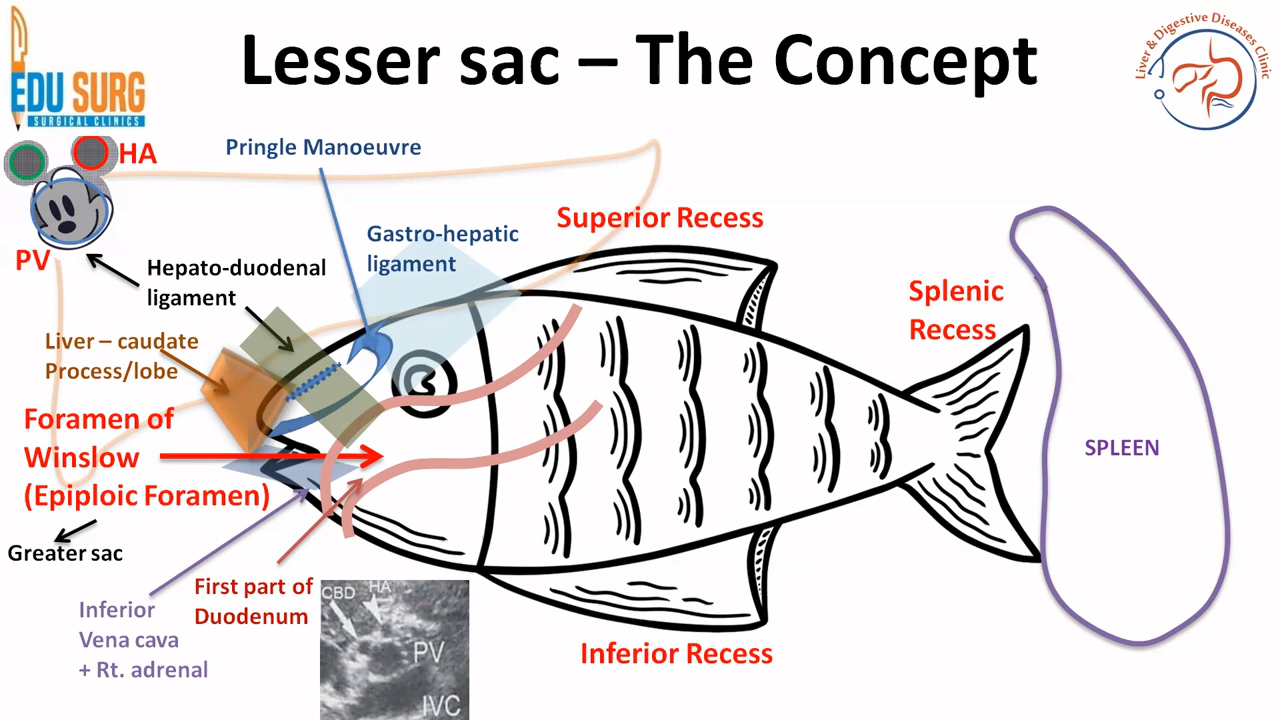 Lesser sac – The Concept
EDU SURG
SURGICAL CLINICS
Liver & Digestive Diseases Clinic
HA
PV
Pringle Manoeuvre
Gastro-hepatic
ligament
Superior Recess
Hepato-duodenal
ligament
Splenic
Recess
Liver – caudate
Process/lobe
Foramen of
Winslow
(Epiploic Foramen)
SPLEEN
Greater sac
First part of
Duodenum
Inferior
Vena cava
+ Rt. adrenal
CBD
HA
PV
IVC
Inferior Recess